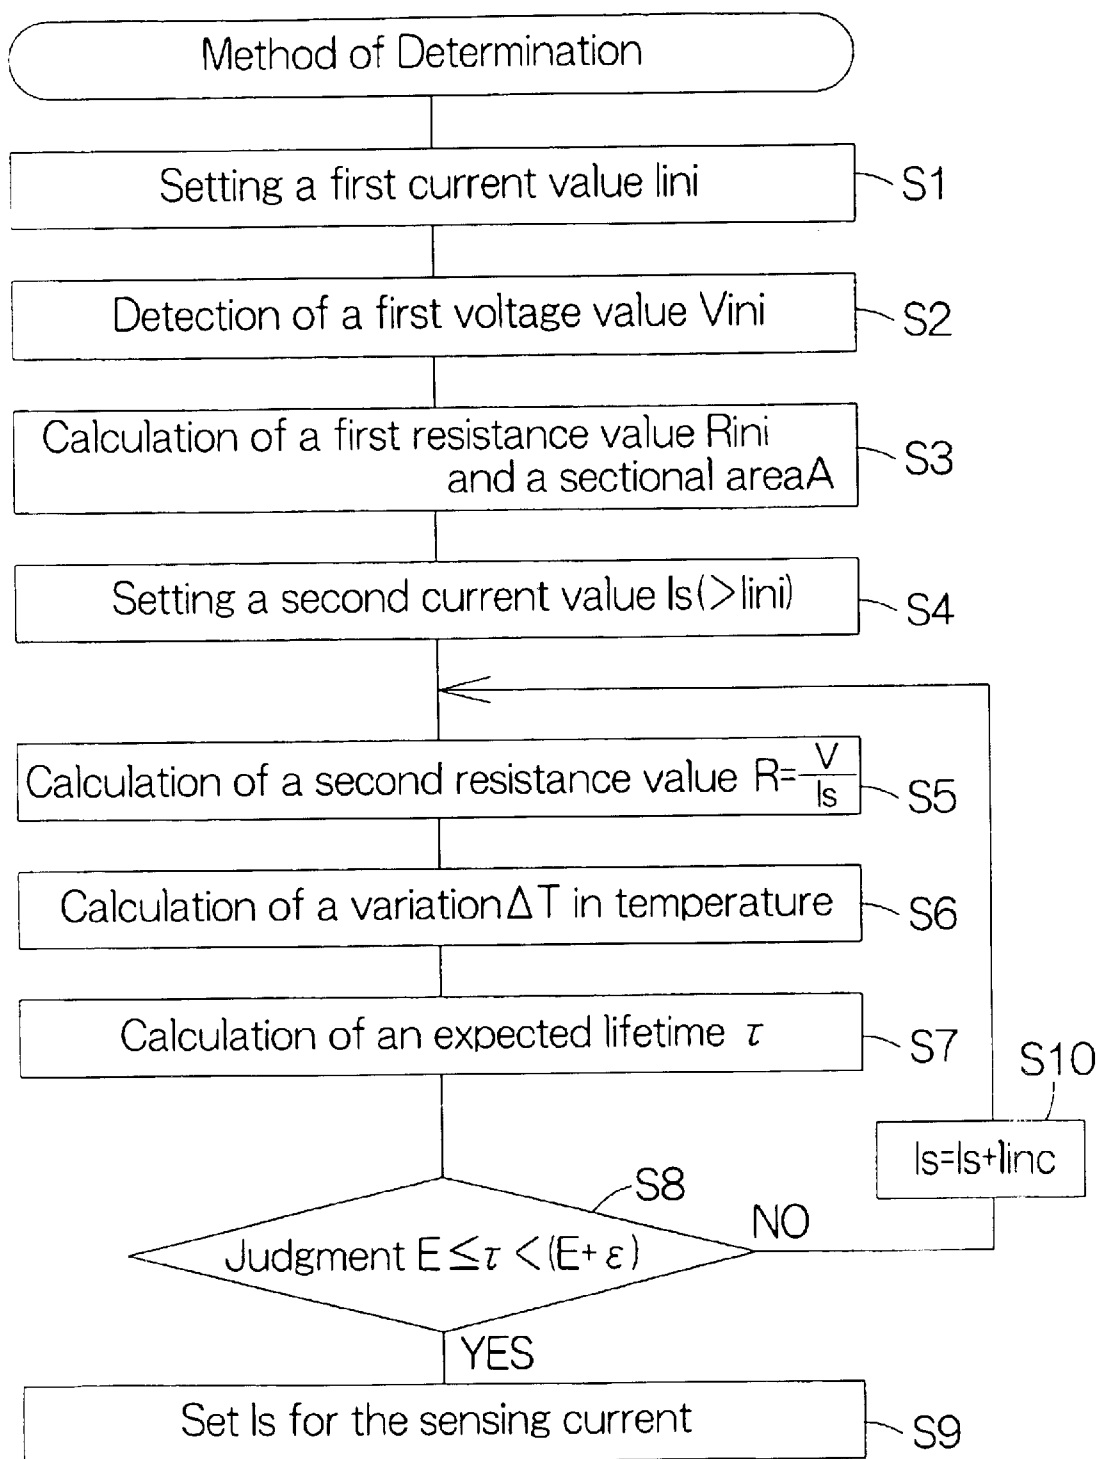 Method of Determination
Setting a first current value Iini
S1
Detection of a first voltage value Vini
S2
Calculation of a first resistance value Rini
and a sectional areaA
S3
Setting a second current value Is(>Iini)
S4
Calculation of a second resistance value R=V/Is
S5
Calculation of a variation ΔT in temperature
S6
Calculation of an expected lifetime τ
S7
S10
Is=Is+Iinc
S8
NO
Judgment E≤τ<(E+ε)
YES
Set Is for the sensing current
S9